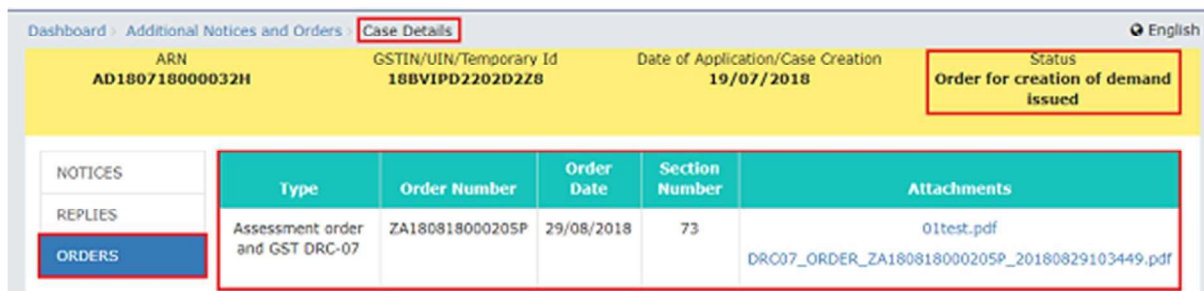 Dashboard > Additional Notices and Orders > Case Details
English
ARN
AD180718000032H
GSTIN/UIN/Temporary Id
18BVIPD2202D2Z8
Date of Application/Case Creation
19/07/2018
Status
Order for creation of demand
issued
NOTICES
REPLIES
ORDERS
Type
Order Number
Order
Date
Section
Number
Attachments
Assessment order
and GST DRC-07
ZA180818000205P
29/08/2018
73
01test.pdf
DRC07_ORDER_ZA180818000205P_20180829103449.pdf